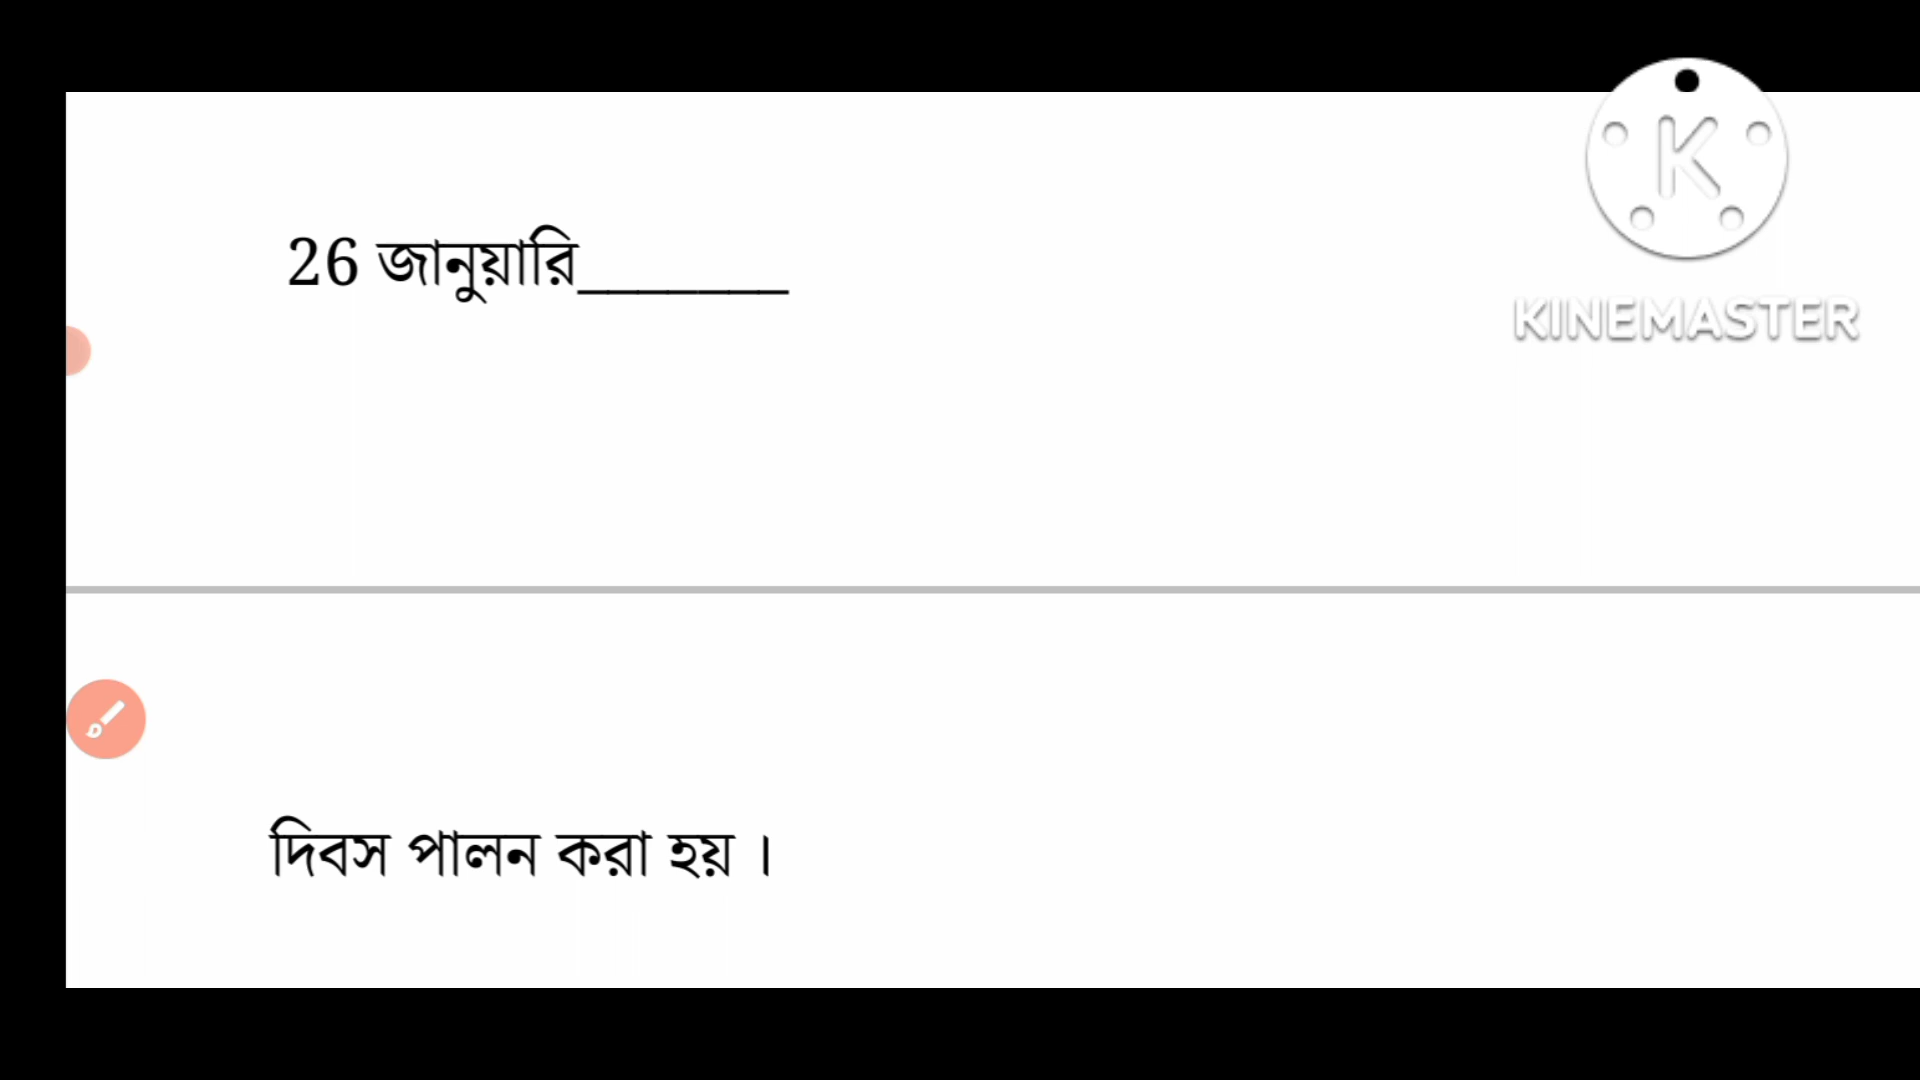 26 জানুয়ারি_______
K
KINEMASTER
দিবস পালন করা হয় ।